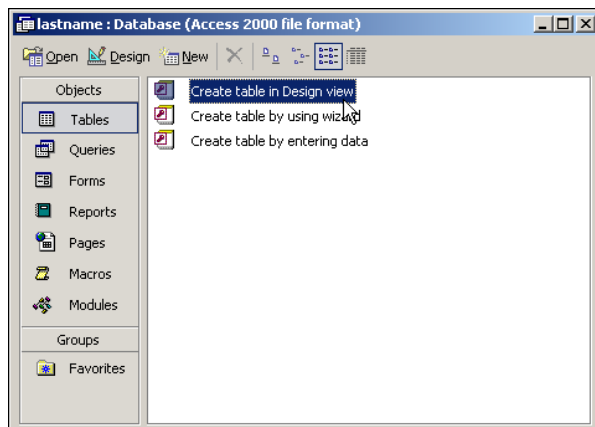 lastname : Database (Access 2000 file format)
Open Design New
Objects
Tables
Queries
Forms
Reports
Pages
Macros
Modules
Groups
Favorites
Create table in Design view
Create table by using wizard
Create table by entering data